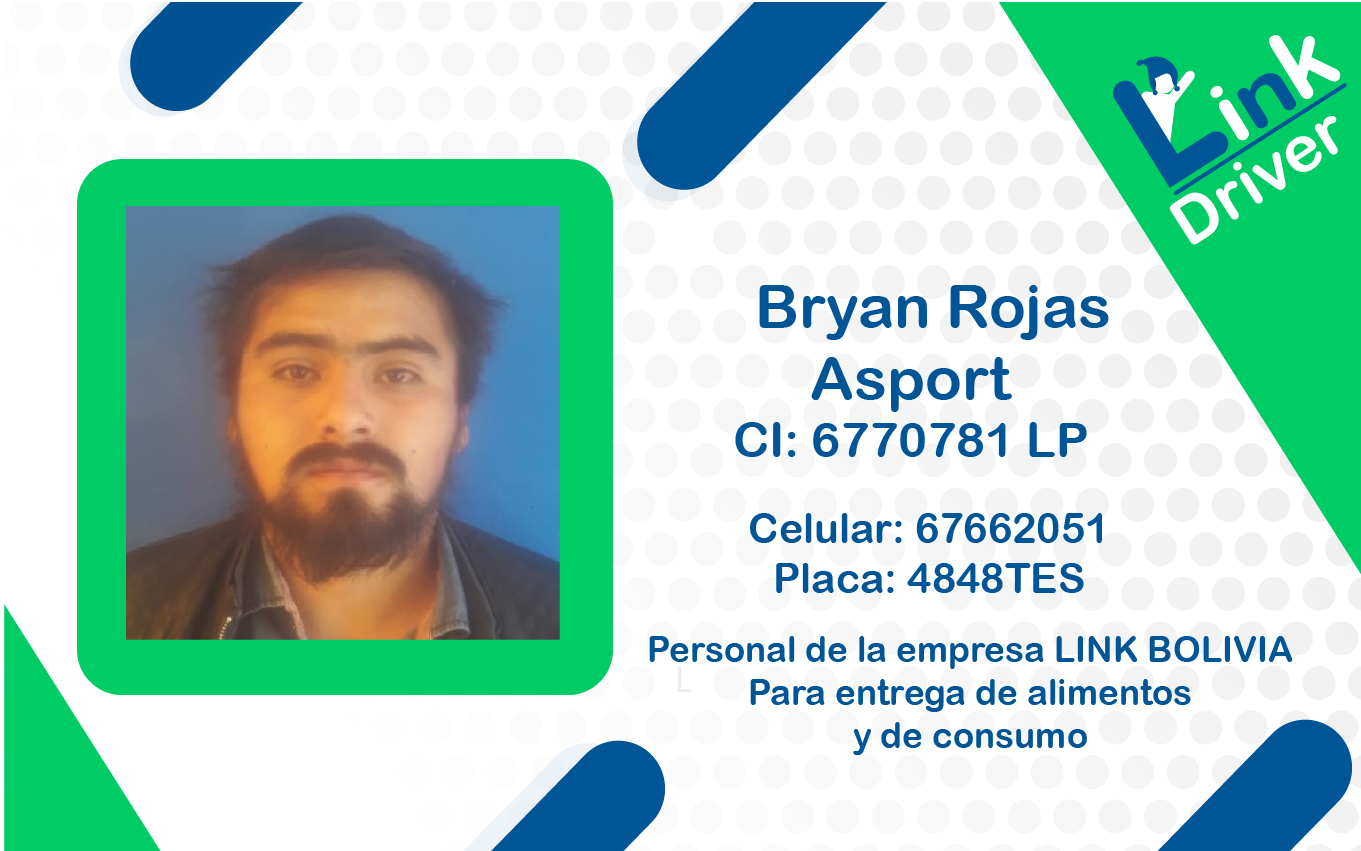 Link
Driver
Bryan Rojas
Asport
CI: 6770781 LP
Celular: 67662051
Placa: 4848TES
Personal de la empresa LINK BOLIVIA
Para entrega de alimentos
y de consumo
L